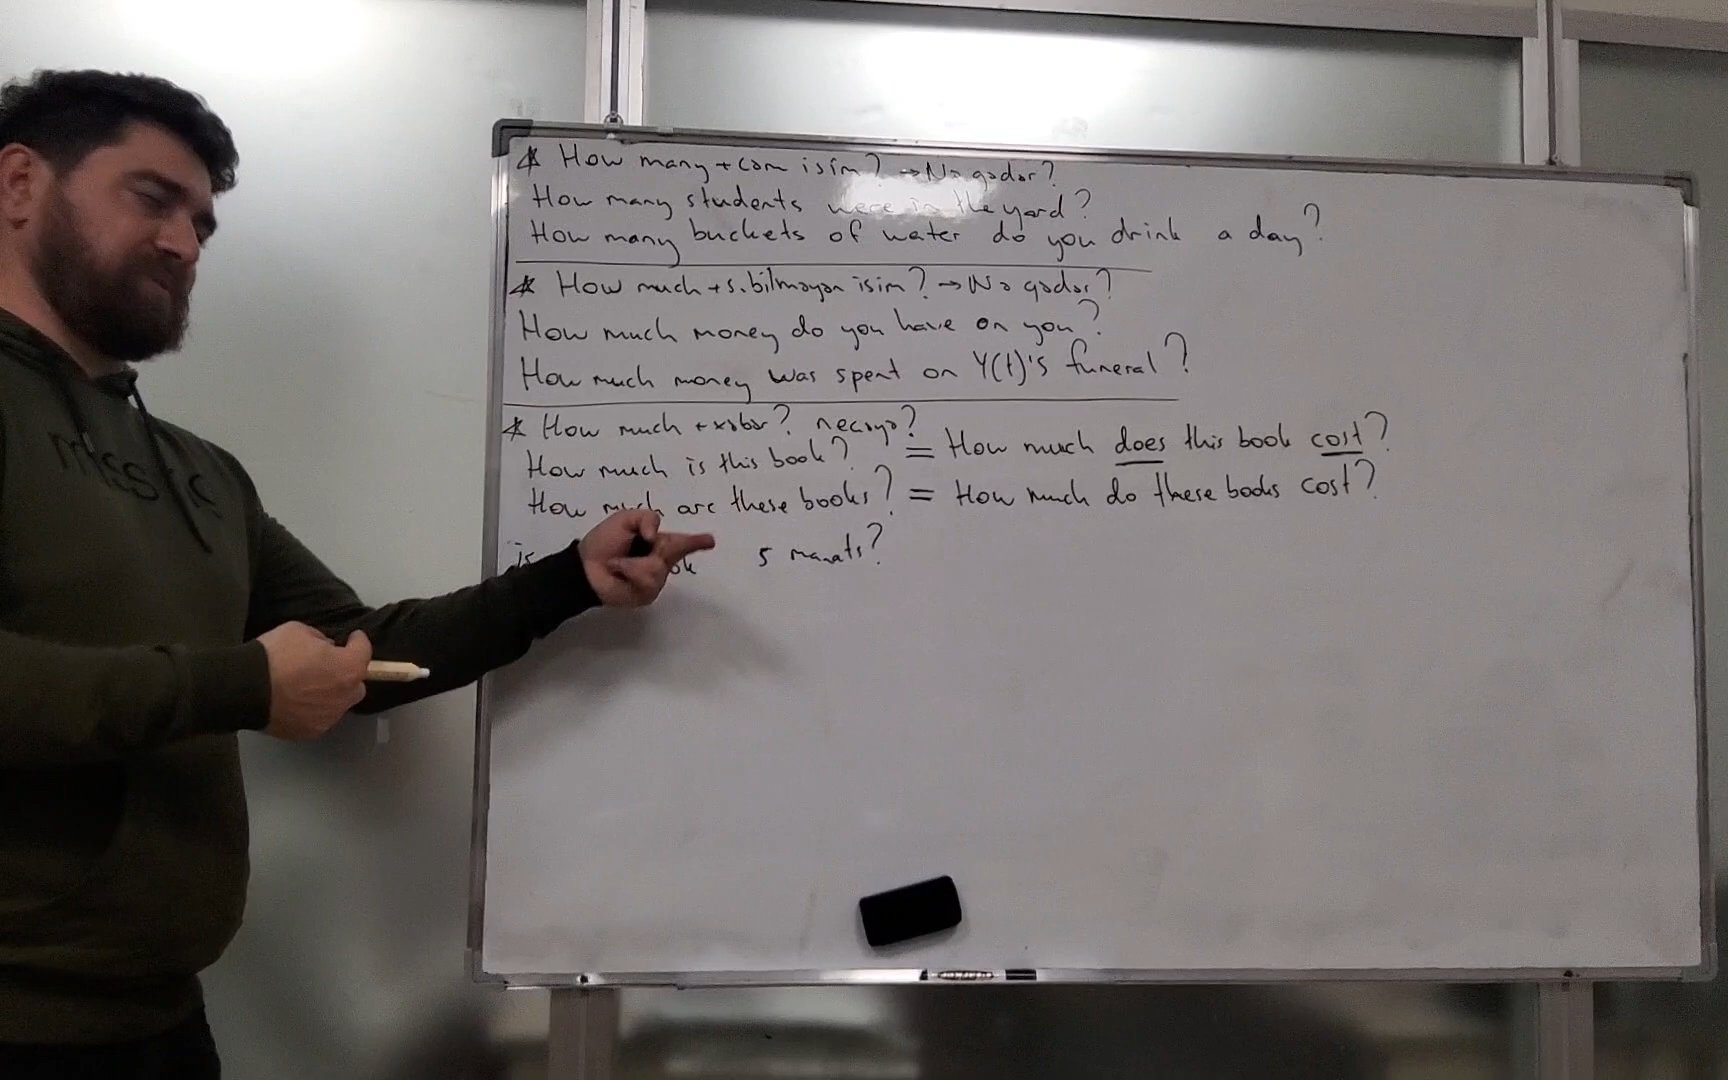 * How many + cəm isim? → Nə qədər?
How many students were in the yard?
How many buckets of water do you drink a day?
* How much + s. bilməyən isim? → Nə qədər?
How much money do you have on you?
How much money was spent on Y(t)'s funeral?
* How much + xəbər? neçəyə?
How much is this book? = How much does this book cost?
How much are these books? = How much do these books cost?
is 5 manats?